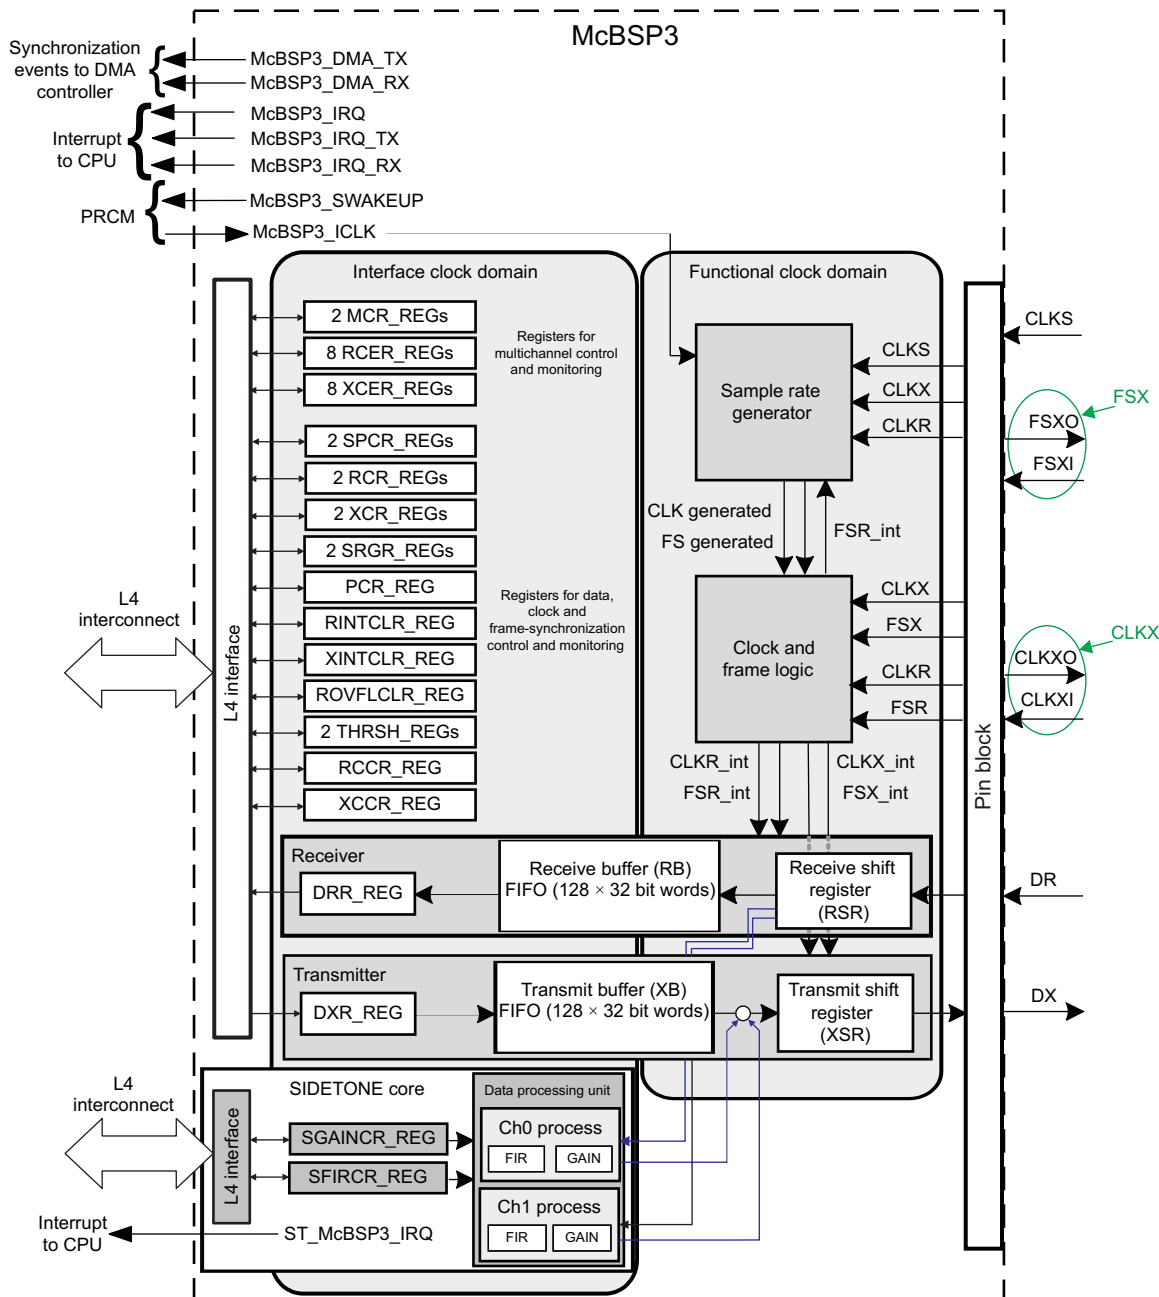 McBSP3
Synchronization
events to DMA
controller
McBSP3_DMA_TX
McBSP3_DMA_RX
Interrupt
to CPU
McBSP3_IRQ
McBSP3_IRQ_TX
McBSP3_IRQ_RX
PRCM
McBSP3_SWAKEUP
McBSP3_ICLK
Interface clock domain
Functional clock domain
L4
interconnect
L4 interface
2 MCR_REGs
8 RCER_REGs
8 XCER_REGs
Registers for
multichannel control
and monitoring
2 SPCR_REGs
2 RCR_REGs
2 XCR_REGs
2 SRGR_REGs
PCR_REG
RINTCLR_REG
XINTCLR_REG
ROVFLCLR_REG
2 THRSH_REGs
RCCR_REG
XCCR_REG
Registers for data,
clock and
frame-synchronization
control and monitoring
Sample rate
generator
CLKS
CLKX
CLKR
CLK generated
FS generated
FSR_int
Clock and
frame logic
CLKX
FSX
CLKR
FSR
CLKR_int
FSR_int
CLKX_int
FSX_int
Pin block
CLKS
FSX
FSXO
FSXI
CLKX
CLKXO
CLKXI
DR
DX
Receiver
DRR_REG
Receive buffer (RB)
FIFO (128 × 32 bit words)
Receive shift
register
(RSR)
Transmitter
DXR_REG
Transmit buffer (XB)
FIFO (128 × 32 bit words)
Transmit shift
register
(XSR)
L4
interconnect
L4 interface
SIDETONE core
SGAINCR_REG
SFIRCR_REG
Data processing unit
Ch0 process
FIR
GAIN
Ch1 process
FIR
GAIN
Interrupt
to CPU
ST_McBSP3_IRQ